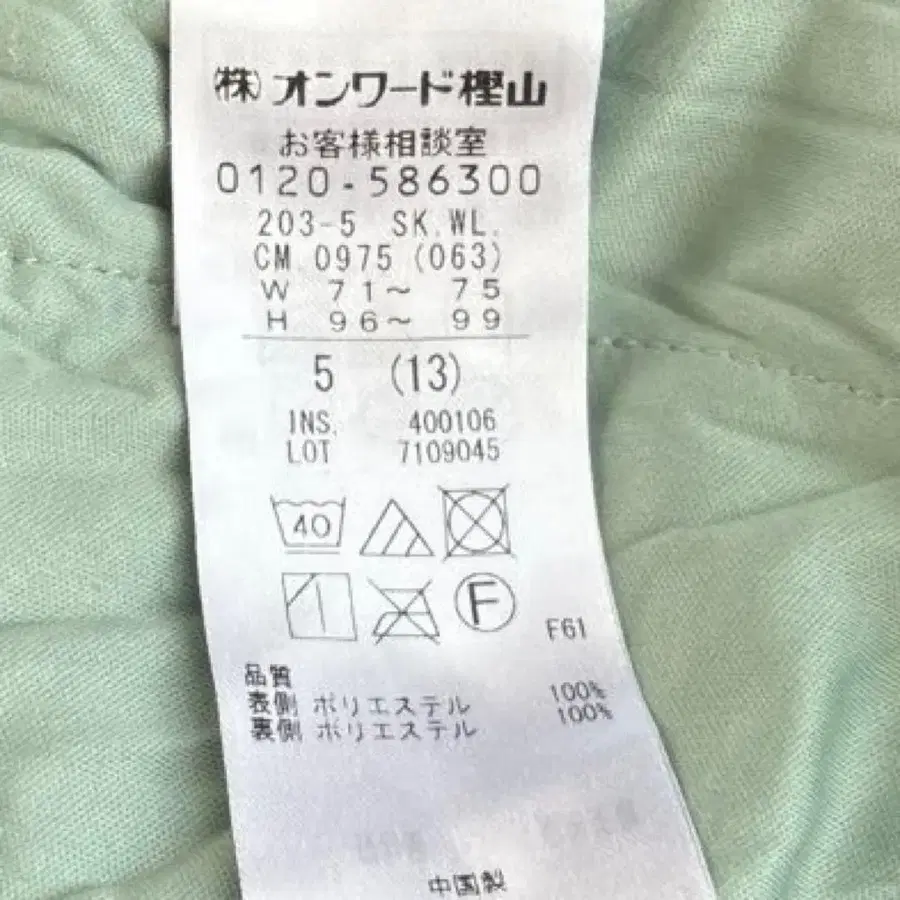 (株)オンワード樫山
お客様相談室
0120-586300
203-5 SK.WL.
CM 0975 (063)
W 71～ 75
H 96～ 99
5 (13)
INS. 400106
LOT 7109045
40
F
F61
品質
表側 ポリエステル 100%
裏側 ポリエステル 100%
中国製